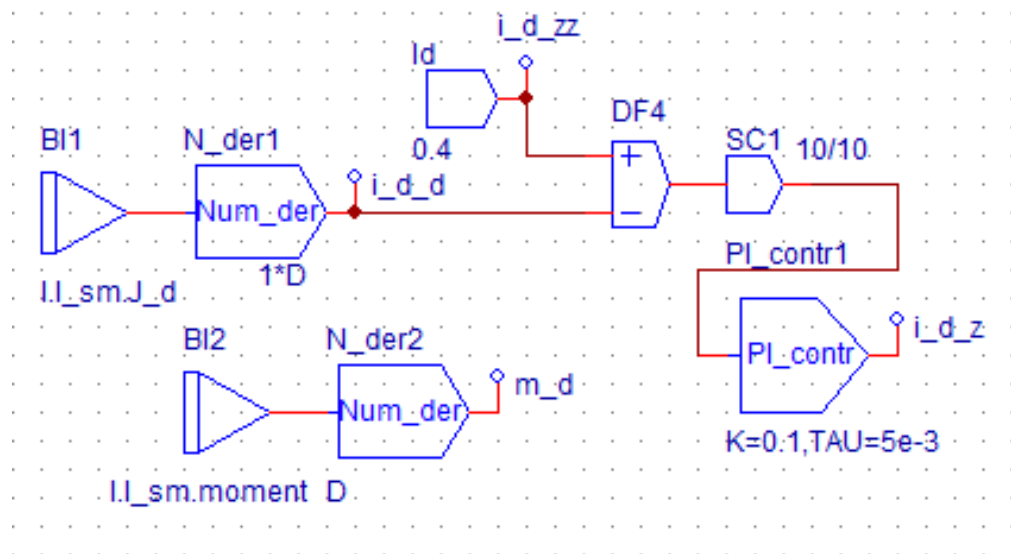 i_d_zz
Id
DF4
BI1
N_der1
0.4
+
SC1
10/10
i_d_d
Num_der
−
1*D
PI_contr1
I.I_sm.J_d
BI2
N_der2
i_d_z
PI_contr
m_d
Num_der
K=0.1,TAU=5e-3
I.I_sm.moment D